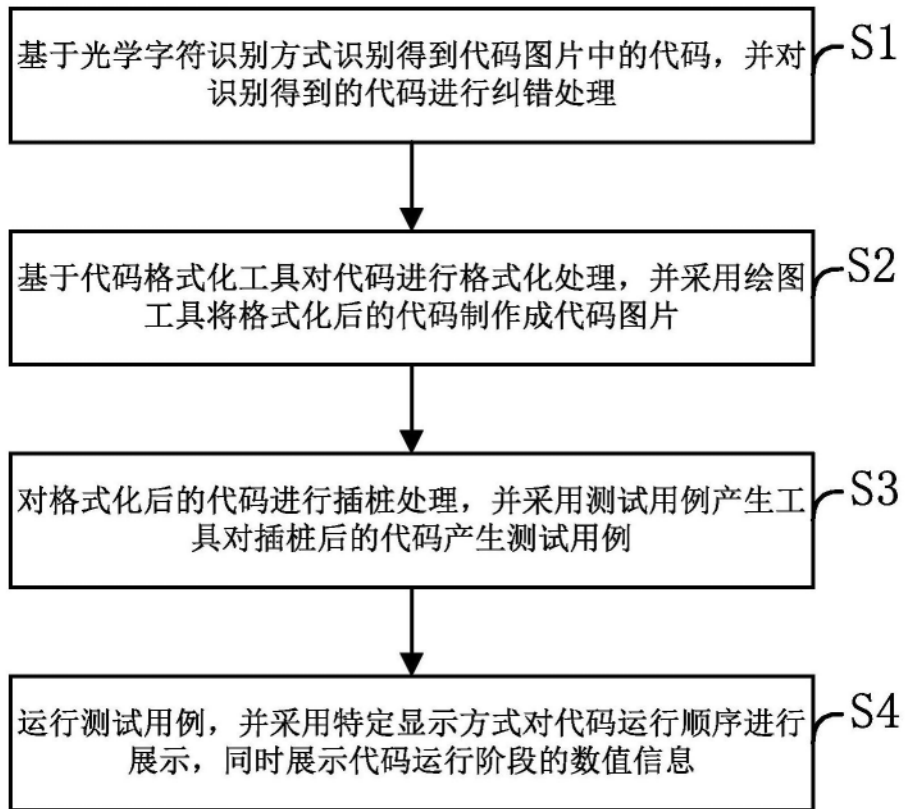 基于光学字符识别方式识别得到代码图片中的代码，并对
识别得到的代码进行纠错处理
S1
基于代码格式化工具对代码进行格式化处理，并采用绘图
工具将格式化后的代码制作成代码图片
S2
对格式化后的代码进行插桩处理，并采用测试用例产生工
具对插桩后的代码产生测试用例
S3
运行测试用例，并采用特定显示方式对代码运行顺序进行
展示，同时展示代码运行阶段的数值信息
S4